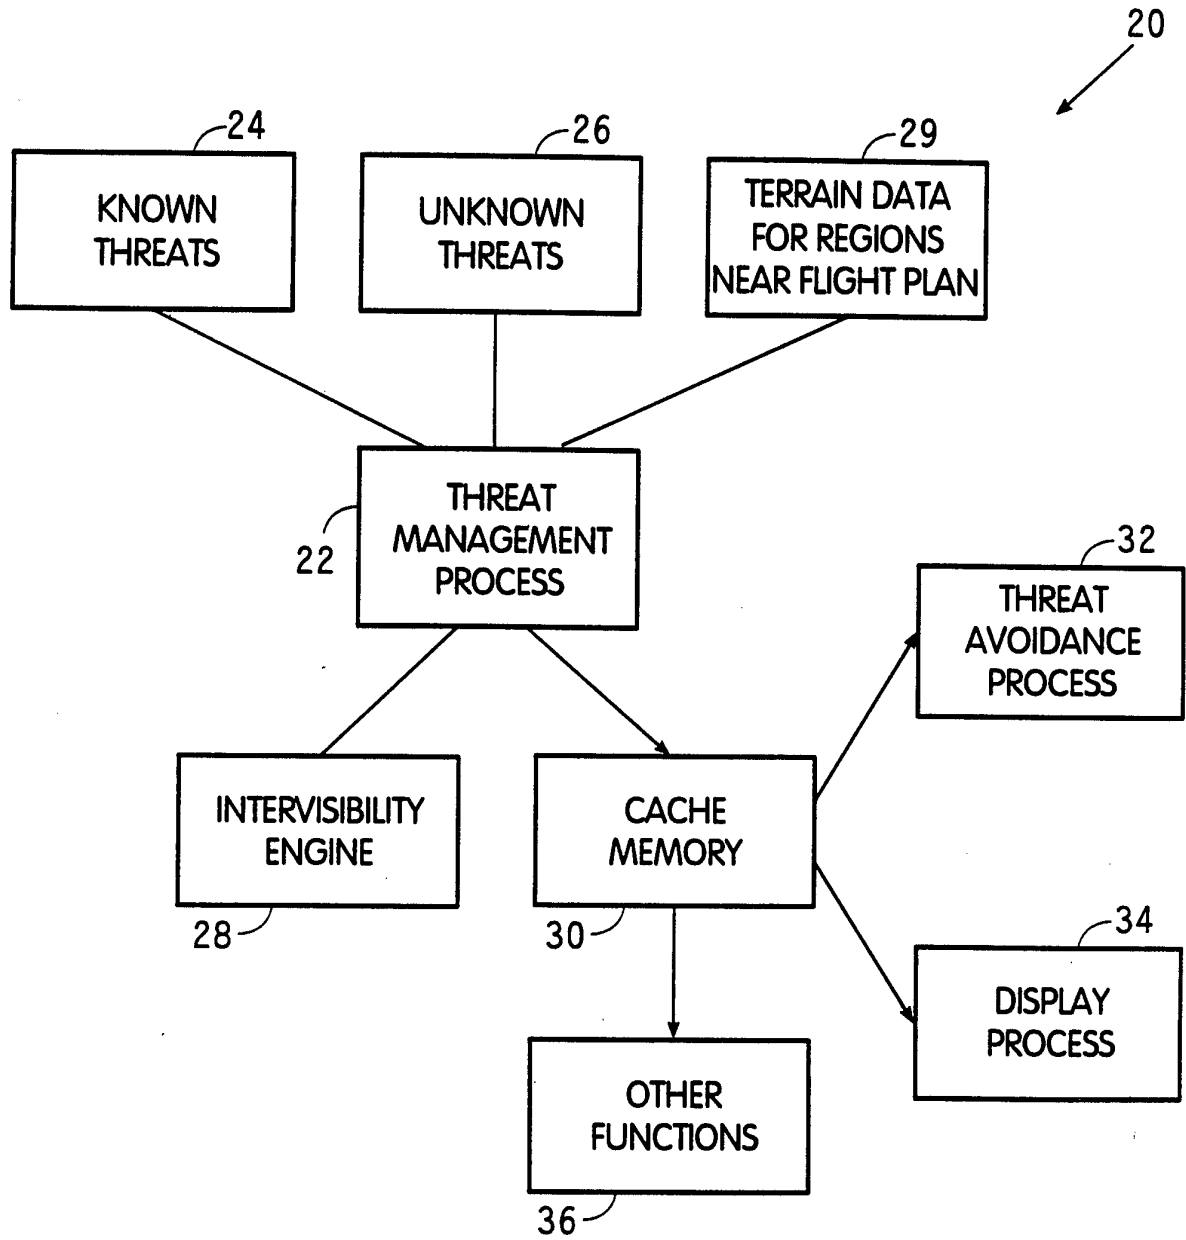 20
24
26
29
KNOWN
THREATS
UNKNOWN
THREATS
TERRAIN DATA
FOR REGIONS
NEAR FLIGHT PLAN
THREAT
MANAGEMENT
PROCESS
22
32
THREAT
AVOIDANCE
PROCESS
INTERVISIBILITY
ENGINE
28
CACHE
MEMORY
30
34
DISPLAY
PROCESS
OTHER
FUNCTIONS
36